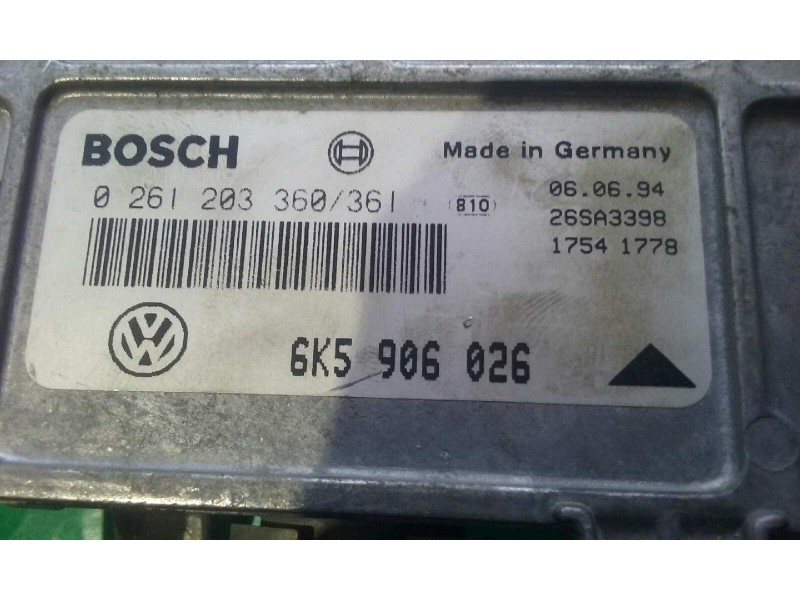 BOSCH
Made in Germany
0 261 203 360/361
(810)
06.06.94
26SA3398
1754 1778
VW
6K5 906 026